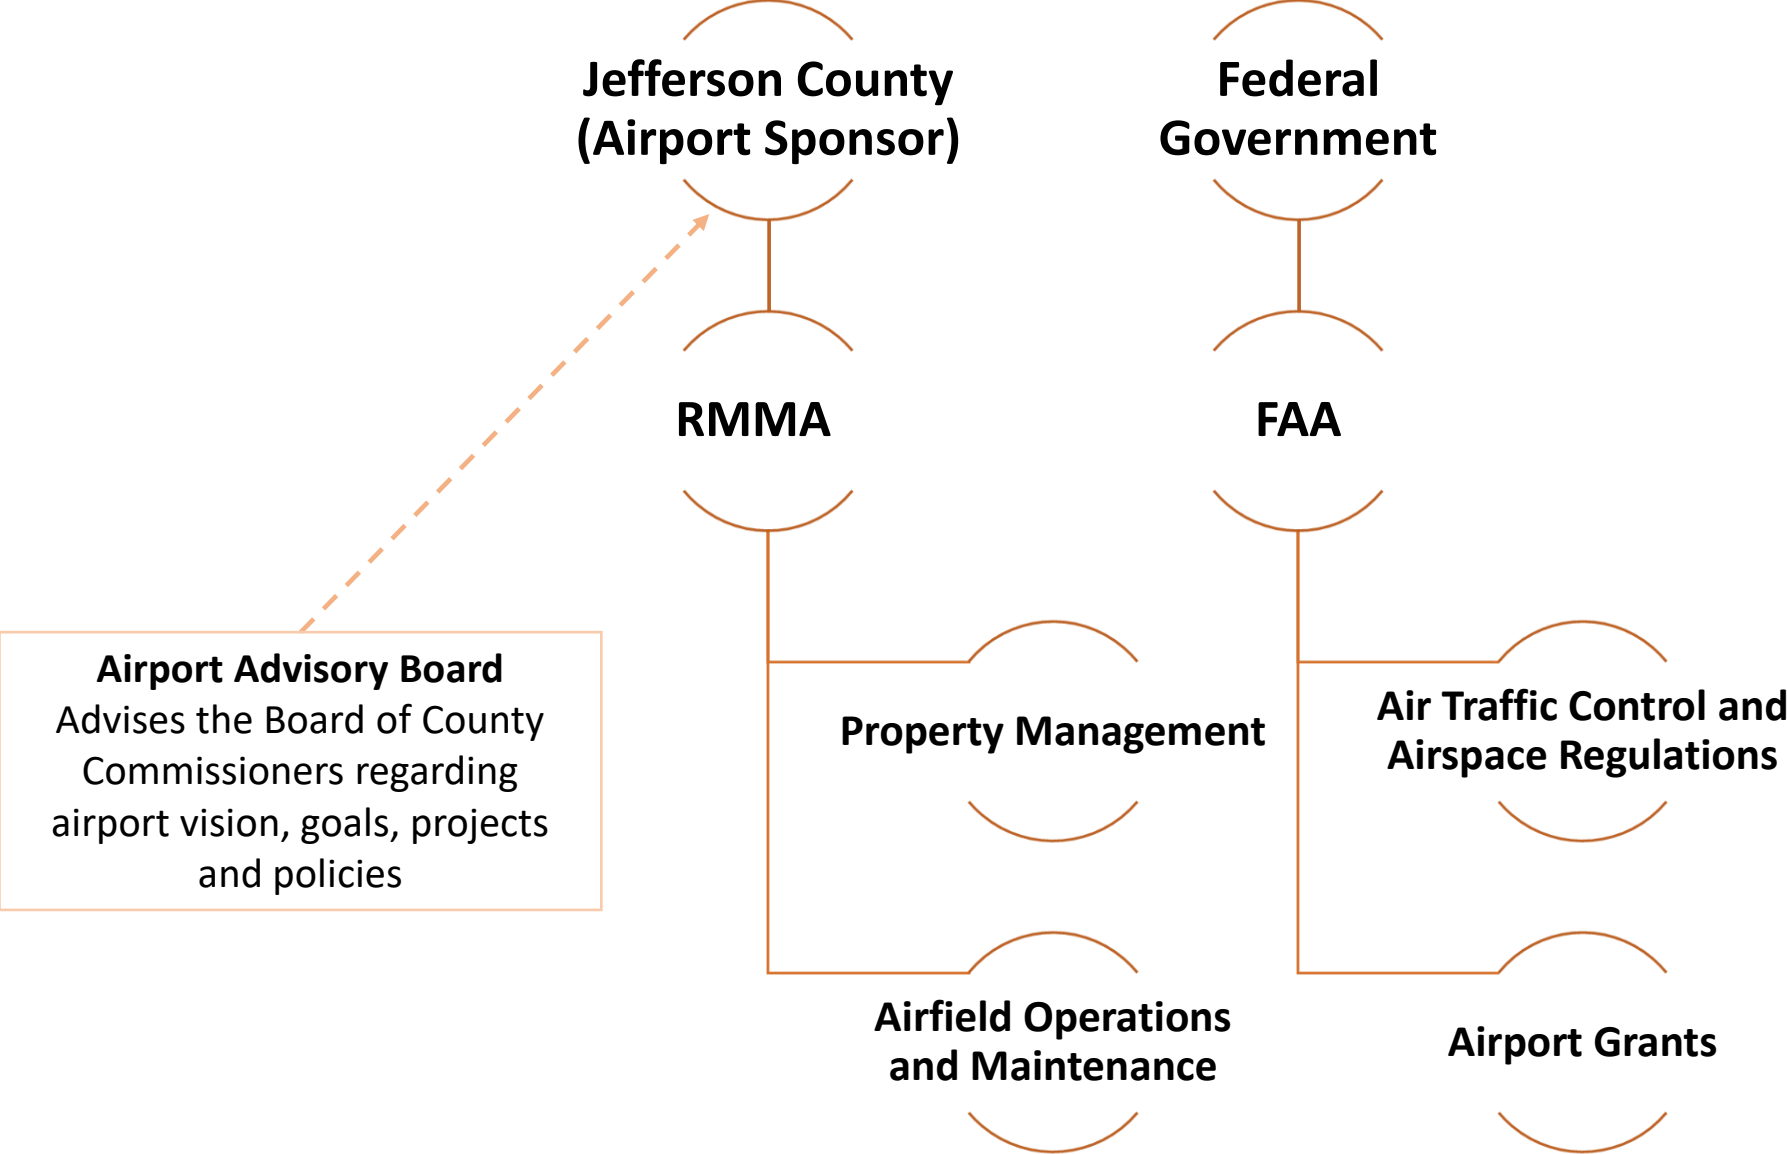 Jefferson County
(Airport Sponsor)
Federal
Government
RMMA
FAA
Airport Advisory Board
Advises the Board of County
Commissioners regarding
airport vision, goals, projects
and policies
Property Management
Air Traffic Control and
Airspace Regulations
Airfield Operations
and Maintenance
Airport Grants